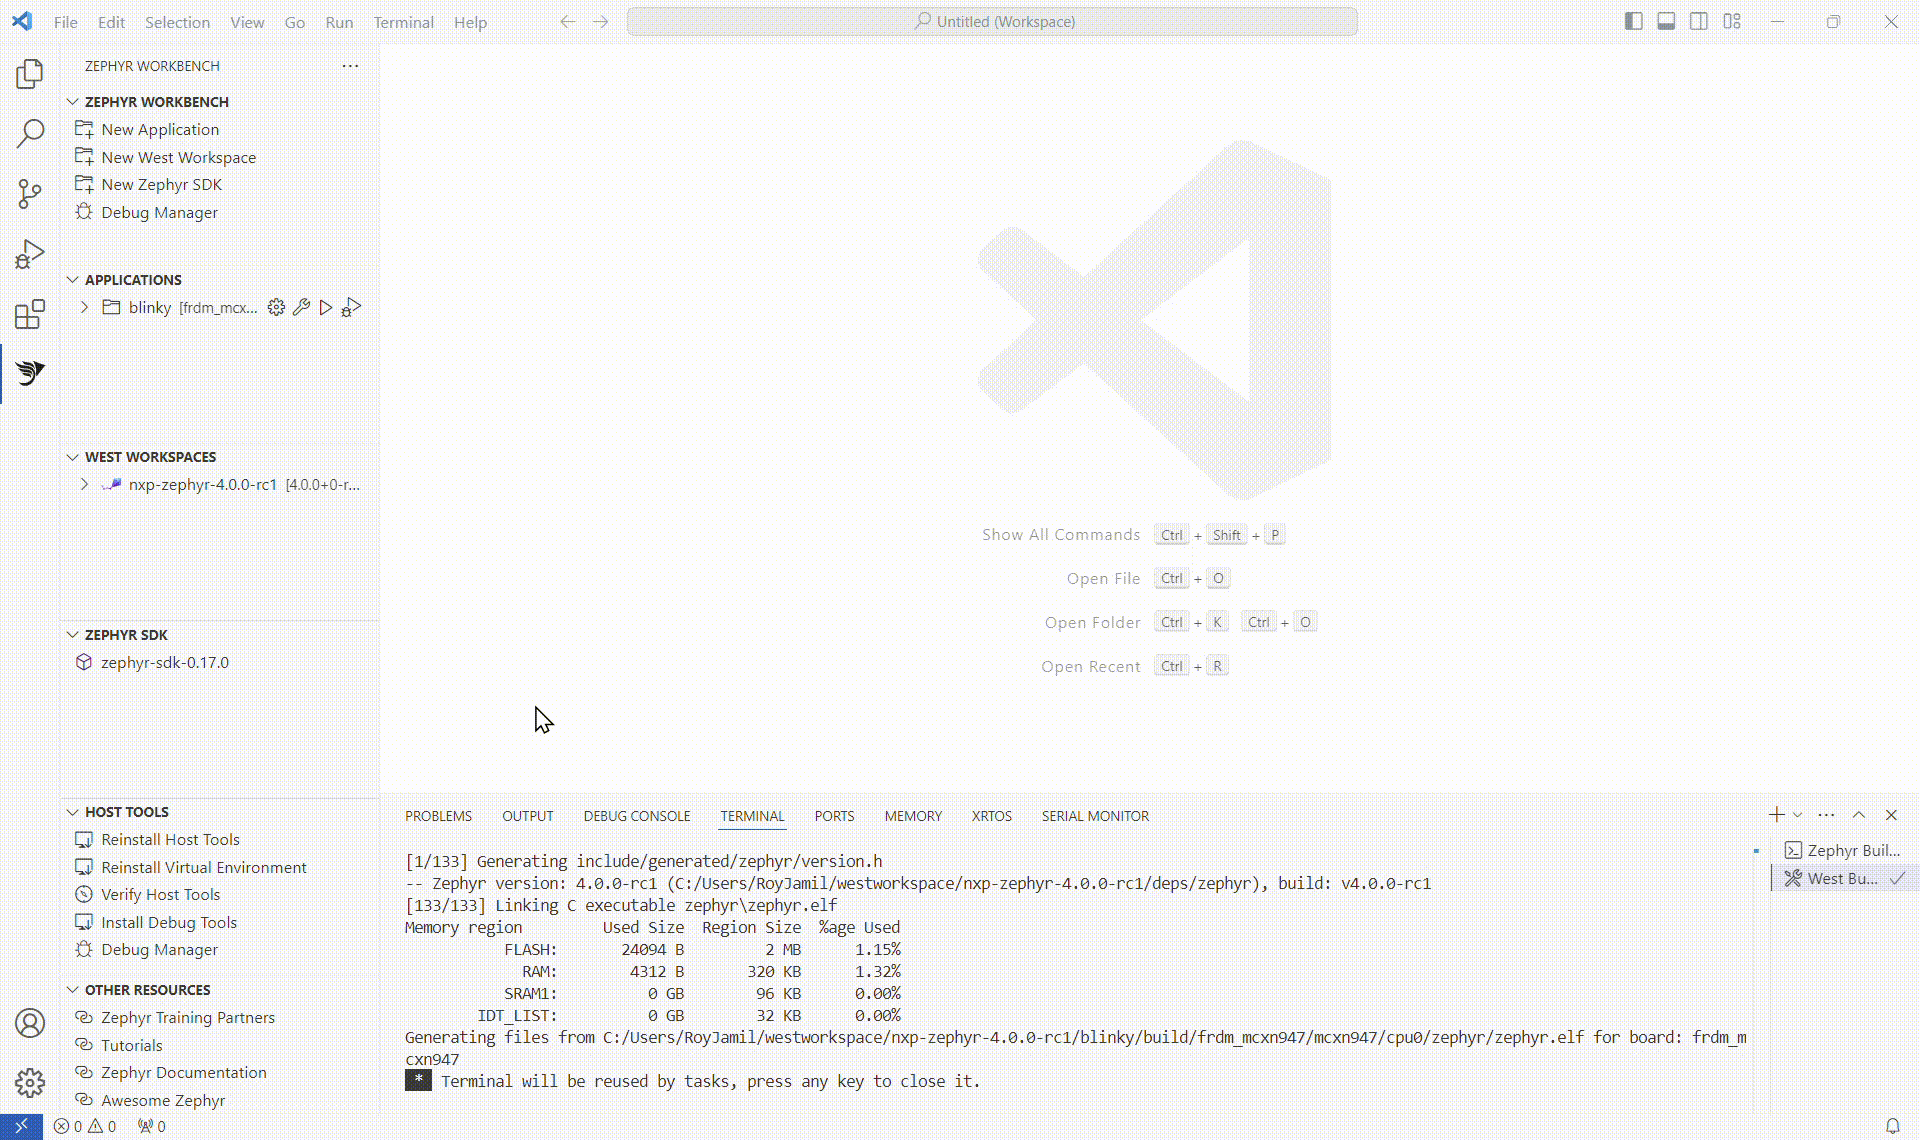 File Edit Selection View Go Run Terminal Help
Untitled (Workspace)
ZEPHYR WORKBENCH
ZEPHYR WORKBENCH
New Application
New West Workspace
New Zephyr SDK
Debug Manager
APPLICATIONS
blinky [frdm_mcx...
WEST WORKSPACES
nxp-zephyr-4.0.0-rc1 [4.0.0+0-r...
ZEPHYR SDK
zephyr-sdk-0.17.0
HOST TOOLS
Reinstall Host Tools
Reinstall Virtual Environment
Verify Host Tools
Install Debug Tools
Debug Manager
OTHER RESOURCES
Zephyr Training Partners
Tutorials
Zephyr Documentation
Awesome Zephyr
Show All Commands Ctrl + Shift + P
Open File Ctrl + O
Open Folder Ctrl + K Ctrl + O
Open Recent Ctrl + R
PROBLEMS OUTPUT DEBUG CONSOLE TERMINAL PORTS MEMORY XRTOS SERIAL MONITOR
[1/133] Generating include/generated/zephyr/version.h
-- Zephyr version: 4.0.0-rc1 (C:/Users/RoyJamil/westworkspace/nxp-zephyr-4.0.0-rc1/deps/zephyr), build: v4.0.0-rc1
[133/133] Linking C executable zephyr\zephyr.elf
Memory region Used Size Region Size %age Used
FLASH: 24094 B 2 MB 1.15%
RAM: 4312 B 320 KB 1.32%
SRAM1: 0 GB 96 KB 0.00%
IDT_LIST: 0 GB 32 KB 0.00%
Generating files from C:/Users/RoyJamil/westworkspace/nxp-zephyr-4.0.0-rc1/blinky/build/frdm_mcxn947/mcxn947/cpu0/zephyr/zephyr.elf for board: frdm_m
cxn947
* Terminal will be reused by tasks, press any key to close it.
Zephyr Buil...
West Bu...
0 0 0